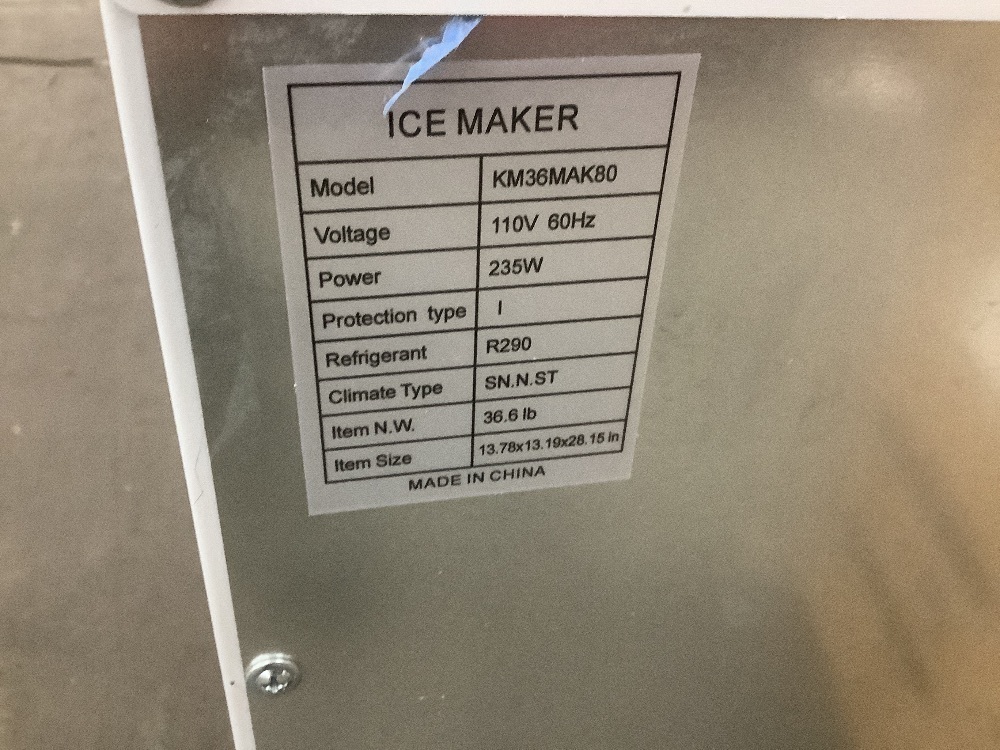 ICE MAKER
Model KM36MAK80
Voltage 110V 60Hz
Power 235W
Protection type I
Refrigerant R290
Climate Type SN.N.ST
Item N.W. 36.6 lb
Item Size 13.78x13.19x28.15 in
MADE IN CHINA